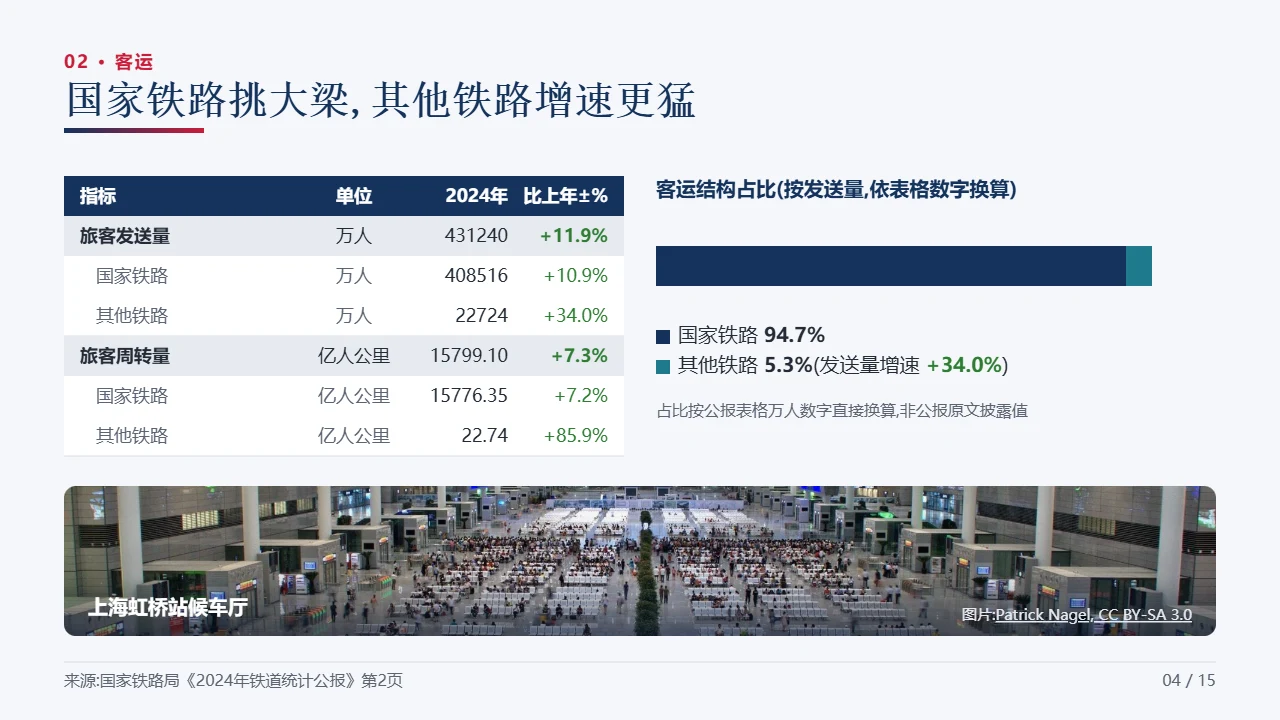 02 • 客运
国家铁路挑大梁,其他铁路增速更猛
指标 单位 2024年 比上年±%
旅客发送量 万人 431240 +11.9%
国家铁路 万人 408516 +10.9%
其他铁路 万人 22724 +34.0%
旅客周转量 亿人公里 15799.10 +7.3%
国家铁路 亿人公里 15776.35 +7.2%
其他铁路 亿人公里 22.74 +85.9%
客运结构占比(按发送量,依表格数字换算)
国家铁路 94.7%
其他铁路 5.3%(发送量增速 +34.0%)
占比按公报表格万人数字直接换算,非公报原文披露值
上海虹桥站候车厅
图片:Patrick Nagel, CC BY-SA 3.0
来源:国家铁路局《2024年铁道统计公报》第2页
04 / 15